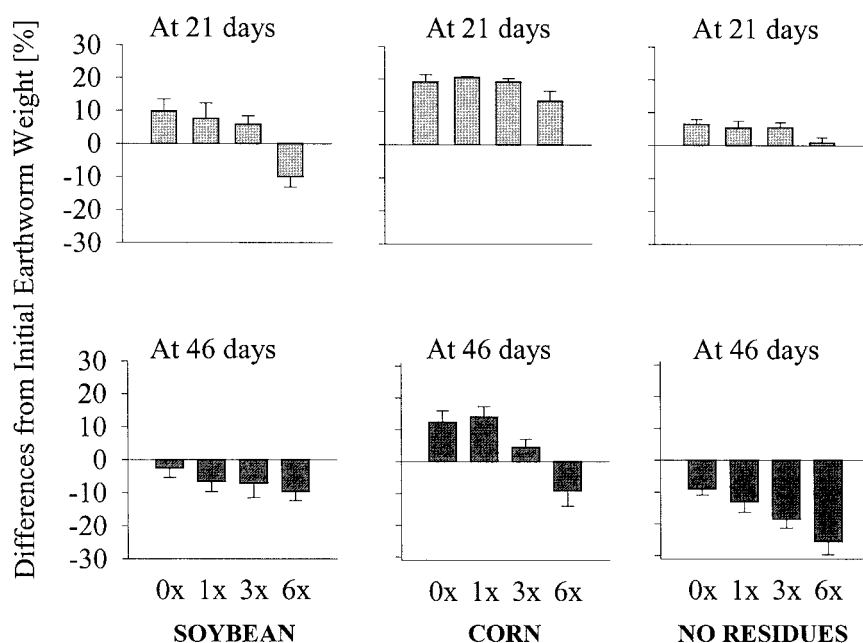 Differences from Initial Earthworm Weight [%]
At 21 days
At 21 days
At 21 days
30
20
10
0
-10
-20
-30
At 46 days
At 46 days
At 46 days
30
20
10
0
-10
-20
-30
0x 1x 3x 6x
0x 1x 3x 6x
0x 1x 3x 6x
SOYBEAN
CORN
NO RESIDUES